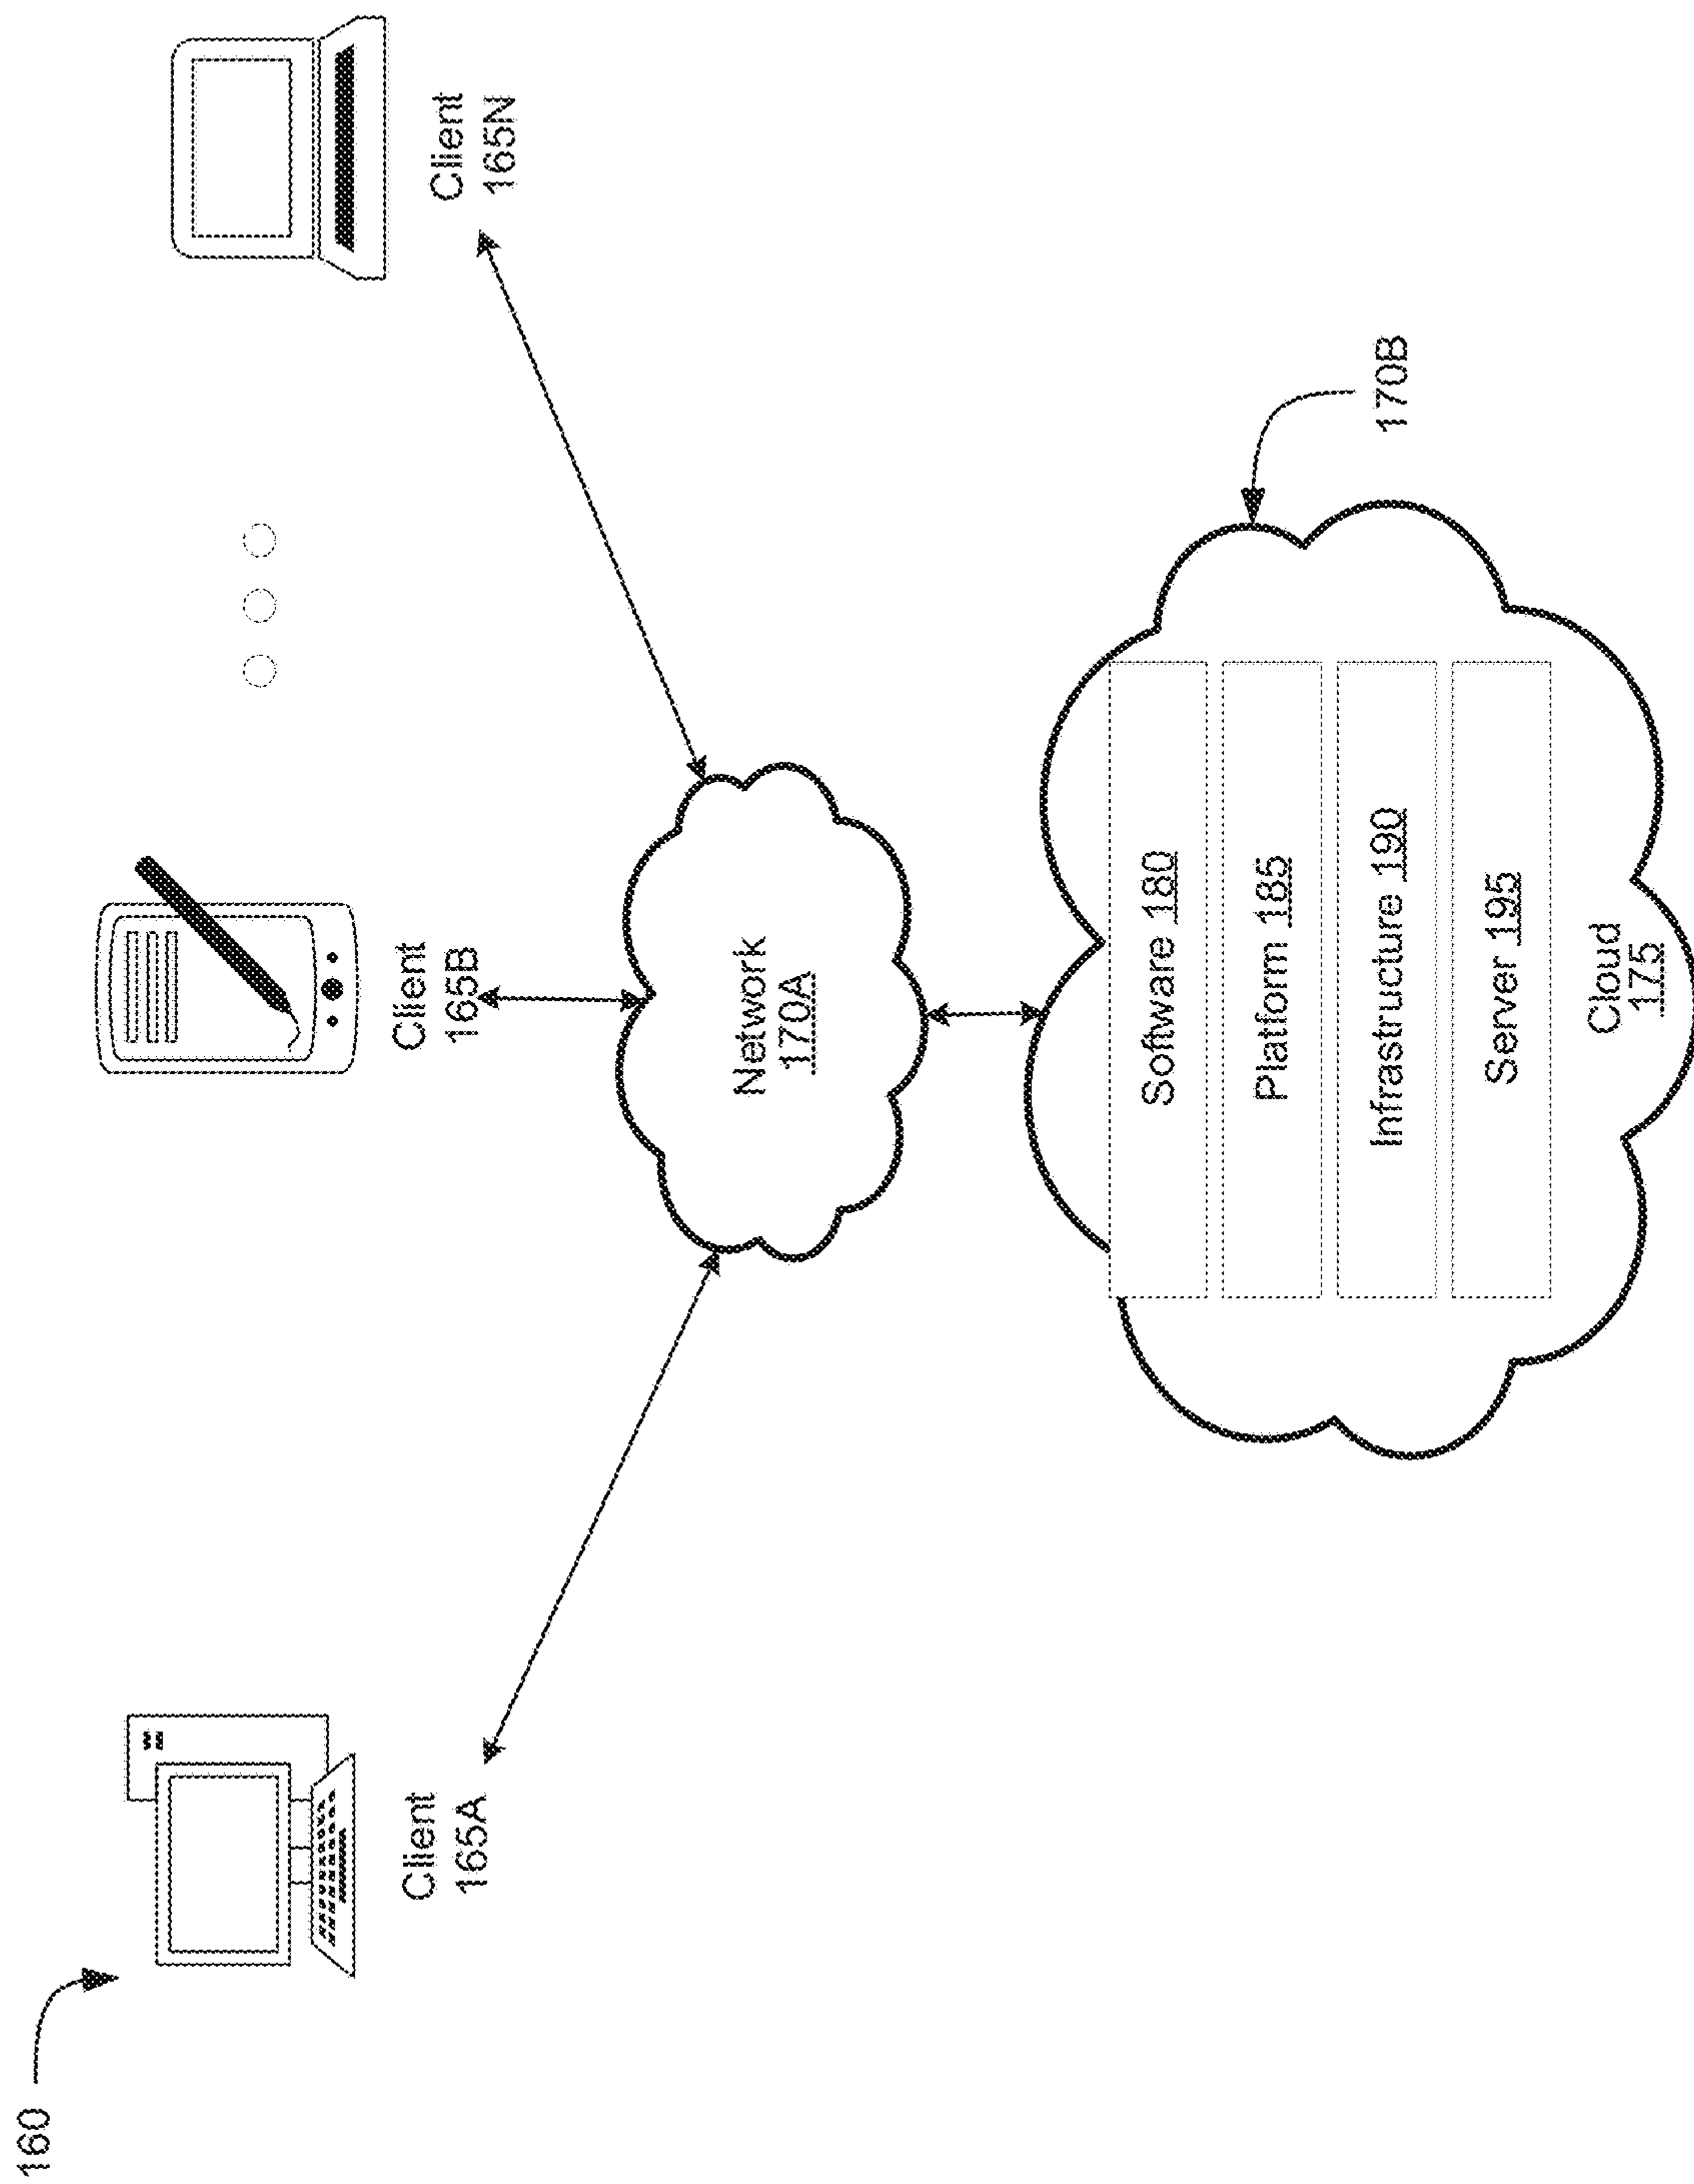 160
Client
165A
Client
165B
Client
165N
Network
170A
170B
Software 180
Platform 185
Infrastructure 190
Server 195
Cloud
175